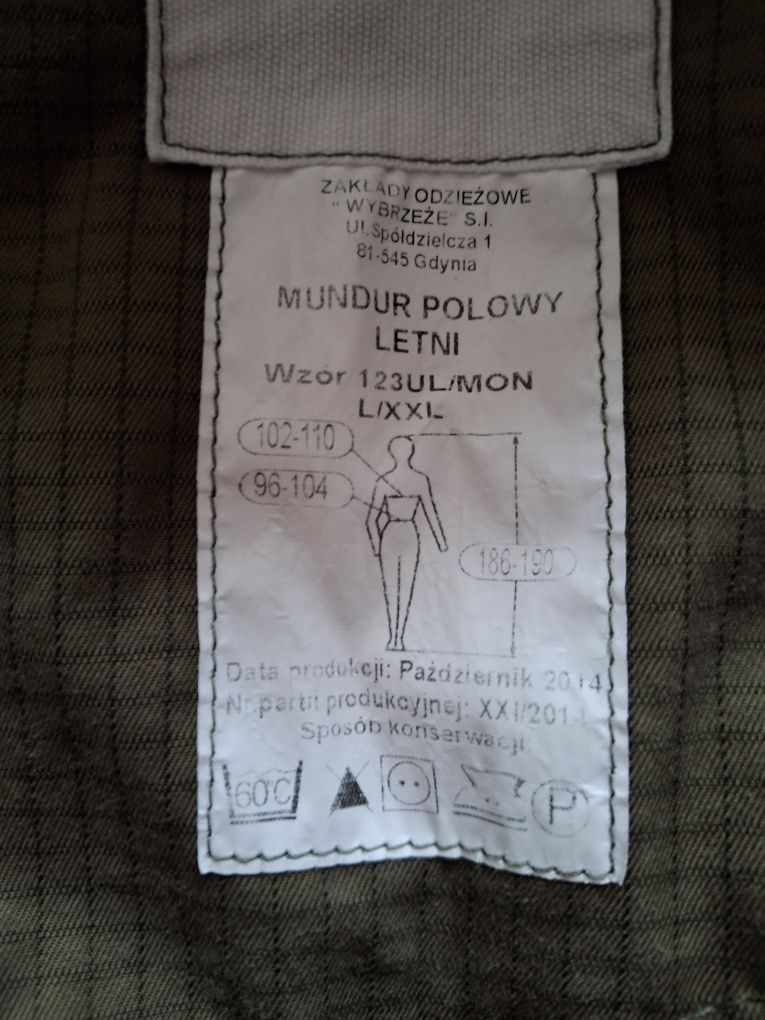 ZAKŁADY ODZIEŻOWE
"WYBRZEŻE" S.I.
Ul.Spółdzielcza 1
81-545 Gdynia
MUNDUR POLOWY
LETNI
Wzór 123UL/MON
L/XXL
102-110
96-104
186-190
Data produkcji: Październik 2014
Nr.partii produkcyjnej: XXI/2014
Sposób konserwacji:
60°C
P